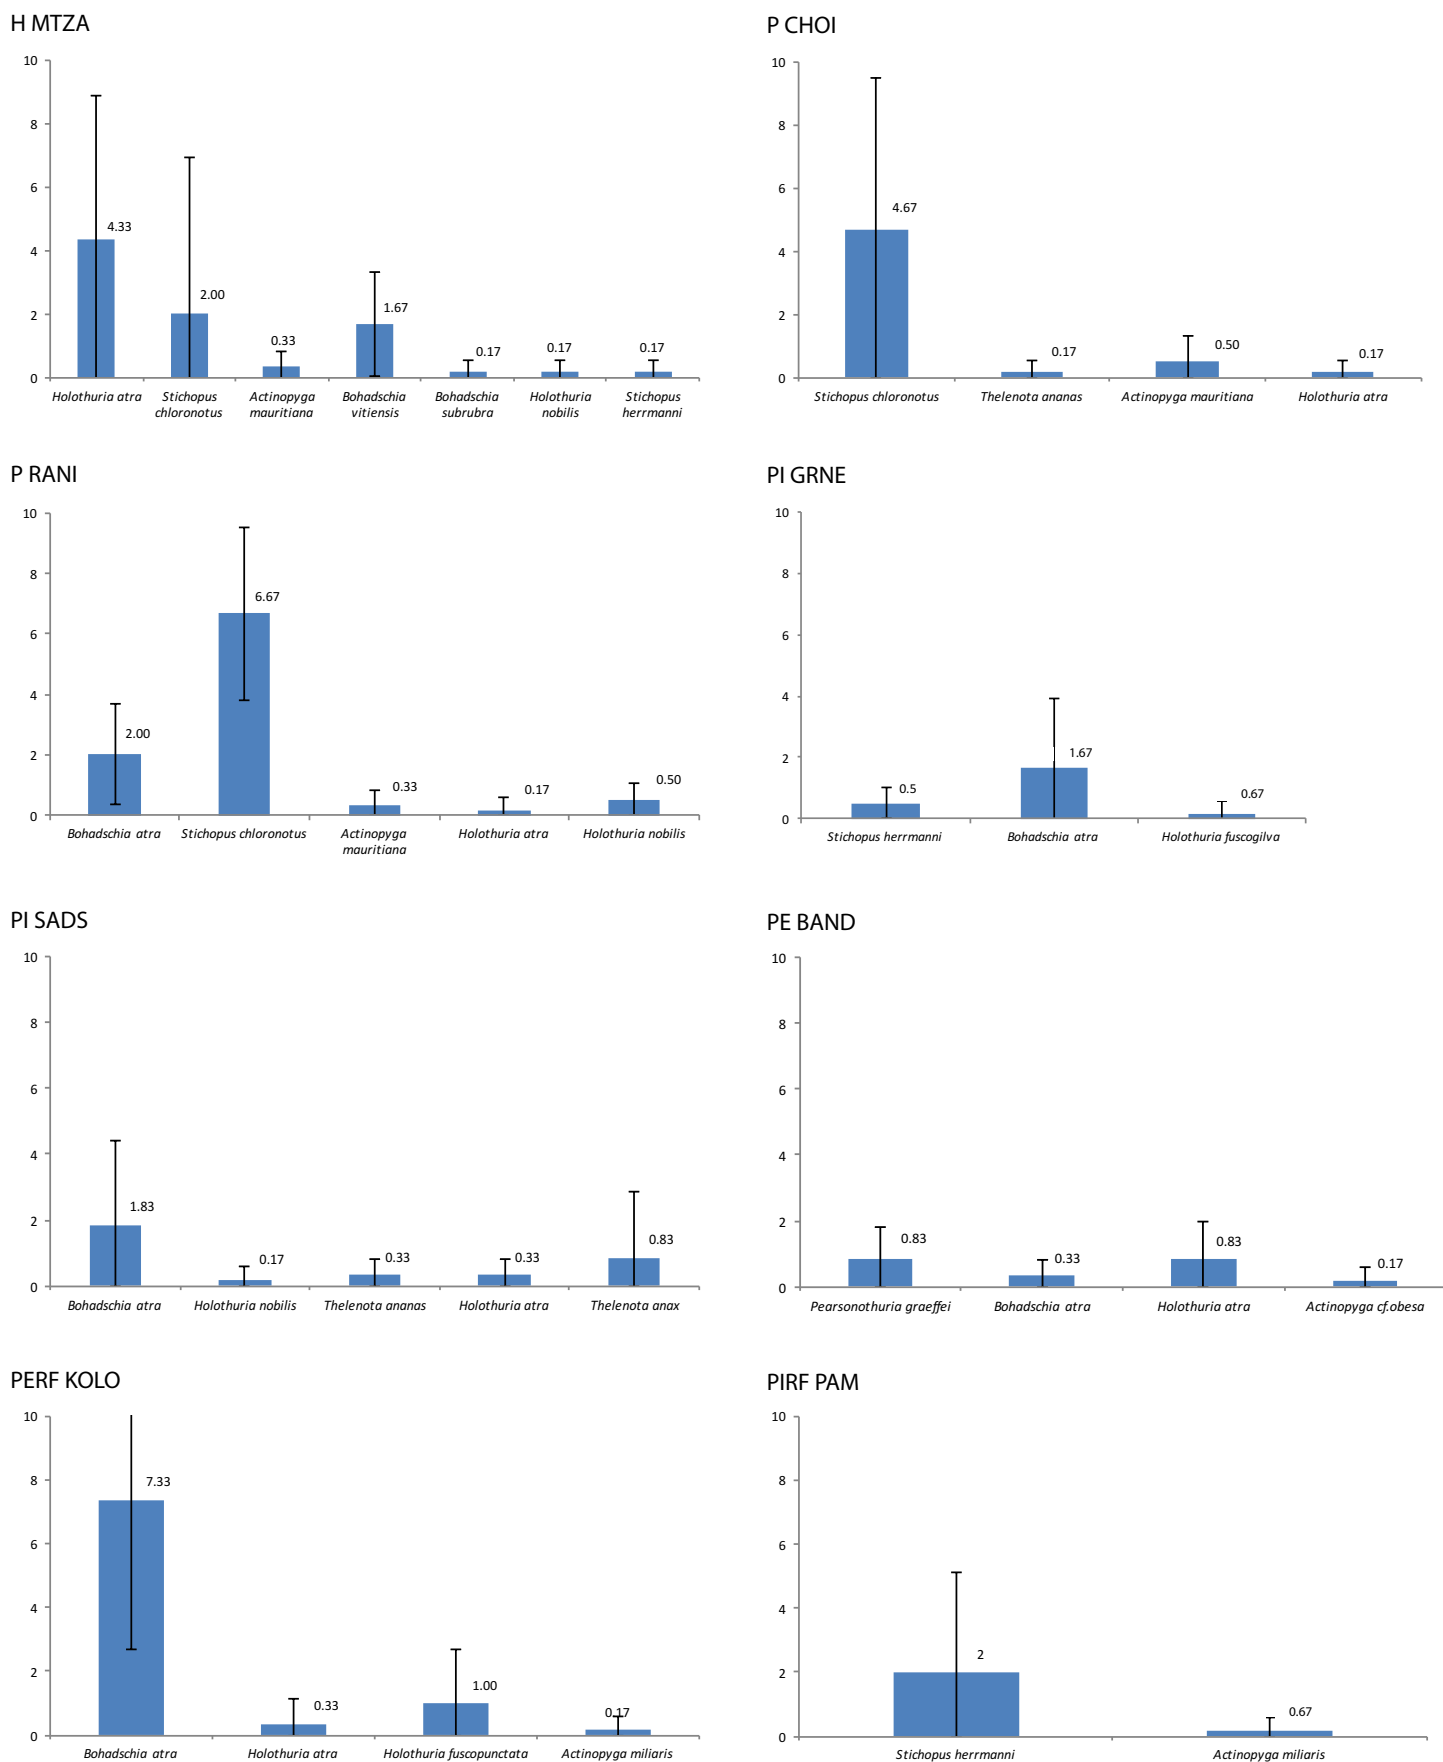 H MTZA
10
8
6
4
2
0
4.33
2.00
0.33
1.67
0.17
0.17
0.17
Holothuria atra
Stichopus
chloronotus
Actinopyga
mauritiana
Bohadschia
vitiensis
Bohadschia
subrubra
Holothuria
nobilis
Stichopus
herrmanni
P CHOI
10
8
6
4
2
0
4.67
0.17
0.50
0.17
Stichopus chloronotus
Thelenota ananas
Actinopyga mauritiana
Holothuria atra
P RANI
10
8
6
4
2
0
2.00
6.67
0.33
0.17
0.50
Bohadschia atra
Stichopus chloronotus
Actinopyga
mauritiana
Holothuria atra
Holothuria nobilis
PI GRNE
10
8
6
4
2
0
0.5
1.67
0.67
Stichopus herrmanni
Bohadschia atra
Holothuria fuscogilva
PI SADS
10
8
6
4
2
0
1.83
0.17
0.33
0.33
0.83
Bohadschia atra
Holothuria nobilis
Thelenota ananas
Holothuria atra
Thelenota anax
PE BAND
10
8
6
4
2
0
0.83
0.33
0.83
0.17
Pearsonothuria graeffei
Bohadschia atra
Holothuria atra
Actinopyga cf.obesa
PERF KOLO
10
8
6
4
2
0
7.33
0.33
1.00
0.17
Bohadschia atra
Holothuria atra
Holothuria fuscopunctata
Actinopyga miliaris
PIRF PAM
10
8
6
4
2
0
2
0.67
Stichopus herrmanni
Actinopyga miliaris